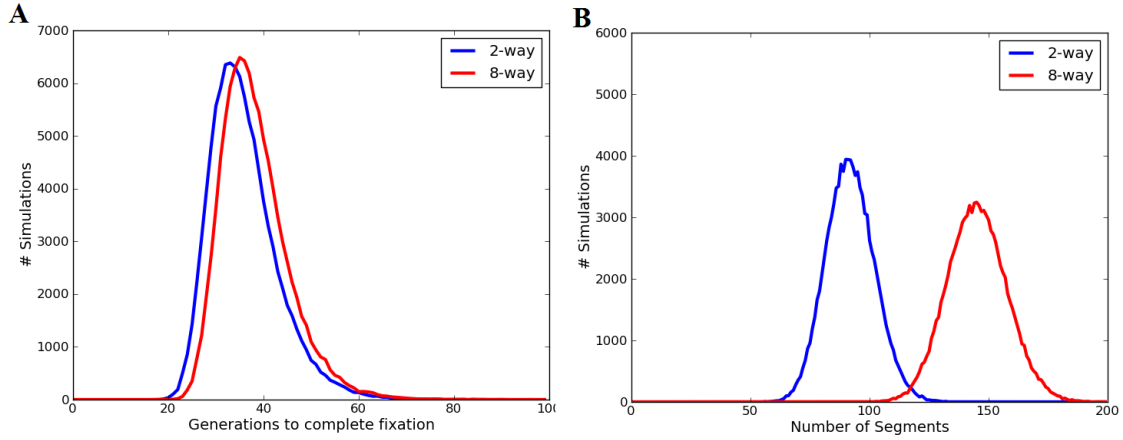 A
7000
6000
5000
4000
3000
2000
1000
0
# Simulations
0 20 40 60 80 100
Generations to complete fixation
2-way
8-way
B
6000
5000
4000
3000
2000
1000
0
# Simulations
0 50 100 150 200
Number of Segments
2-way
8-way